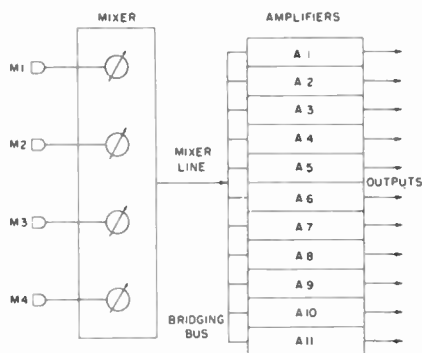 MIXER
AMPLIFIERS
M1
M2
M3
M4
MIXER
LINE
BRIDGING
BUS
A 1
A 2
A 3
A 4
A 5
A 6
A 7
A 8
A 9
A 10
A 11
OUTPUTS